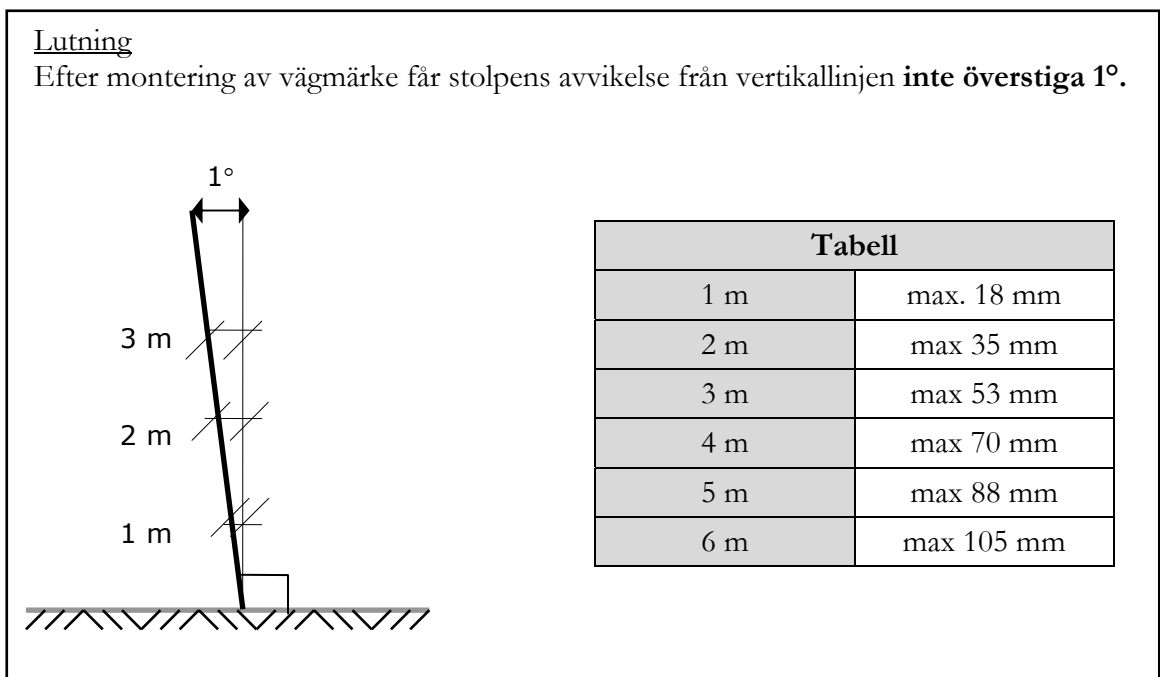 Lutning
Efter montering av vägmärke får stolpens avvikelse från vertikallinjen inte överstiga 1°.
1°
3 m
2 m
1 m
Tabell
1 m max. 18 mm
2 m max 35 mm
3 m max 53 mm
4 m max 70 mm
5 m max 88 mm
6 m max 105 mm